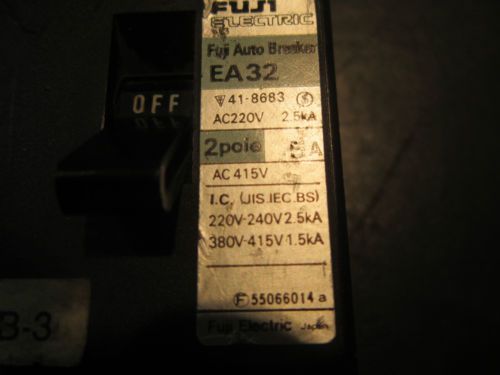 FUJI
ELECTRIC
Fuji Auto Breaker
EA32
OFF
41-8683
AC220V 2.5kA
2pole 5 A
AC 415V
I.C. (JIS.IEC.BS)
220V-240V 2.5kA
380V-415V 1.5kA
F 55066014 a
B-3
Fuji Electric Japan